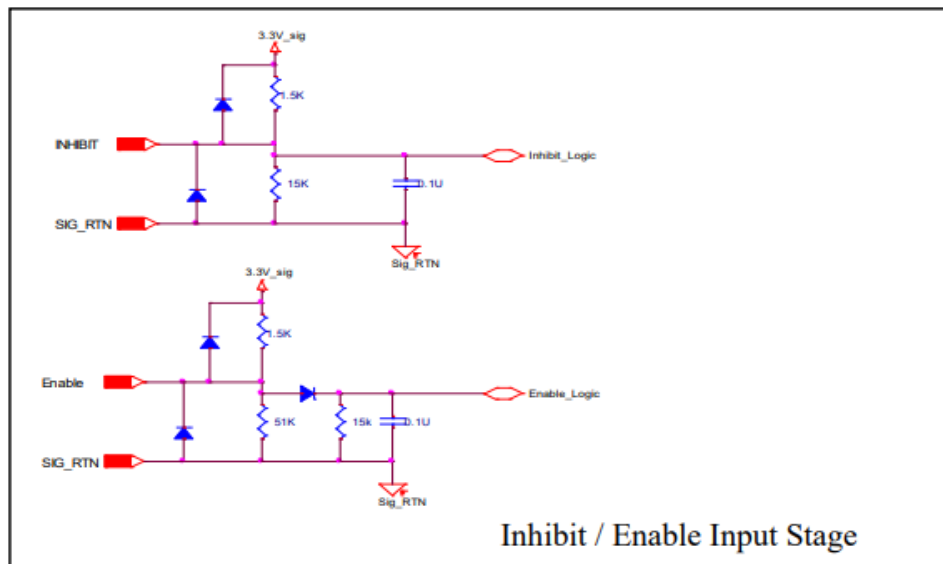 3.3V_sig
1.5K
INHIBIT
Inhibit_Logic
15K
0.1U
SIG_RTN
Sig_RTN
3.3V_sig
1.5K
Enable
Enable_Logic
51K
15k
0.1U
SIG_RTN
Sig_RTN
Inhibit / Enable Input Stage